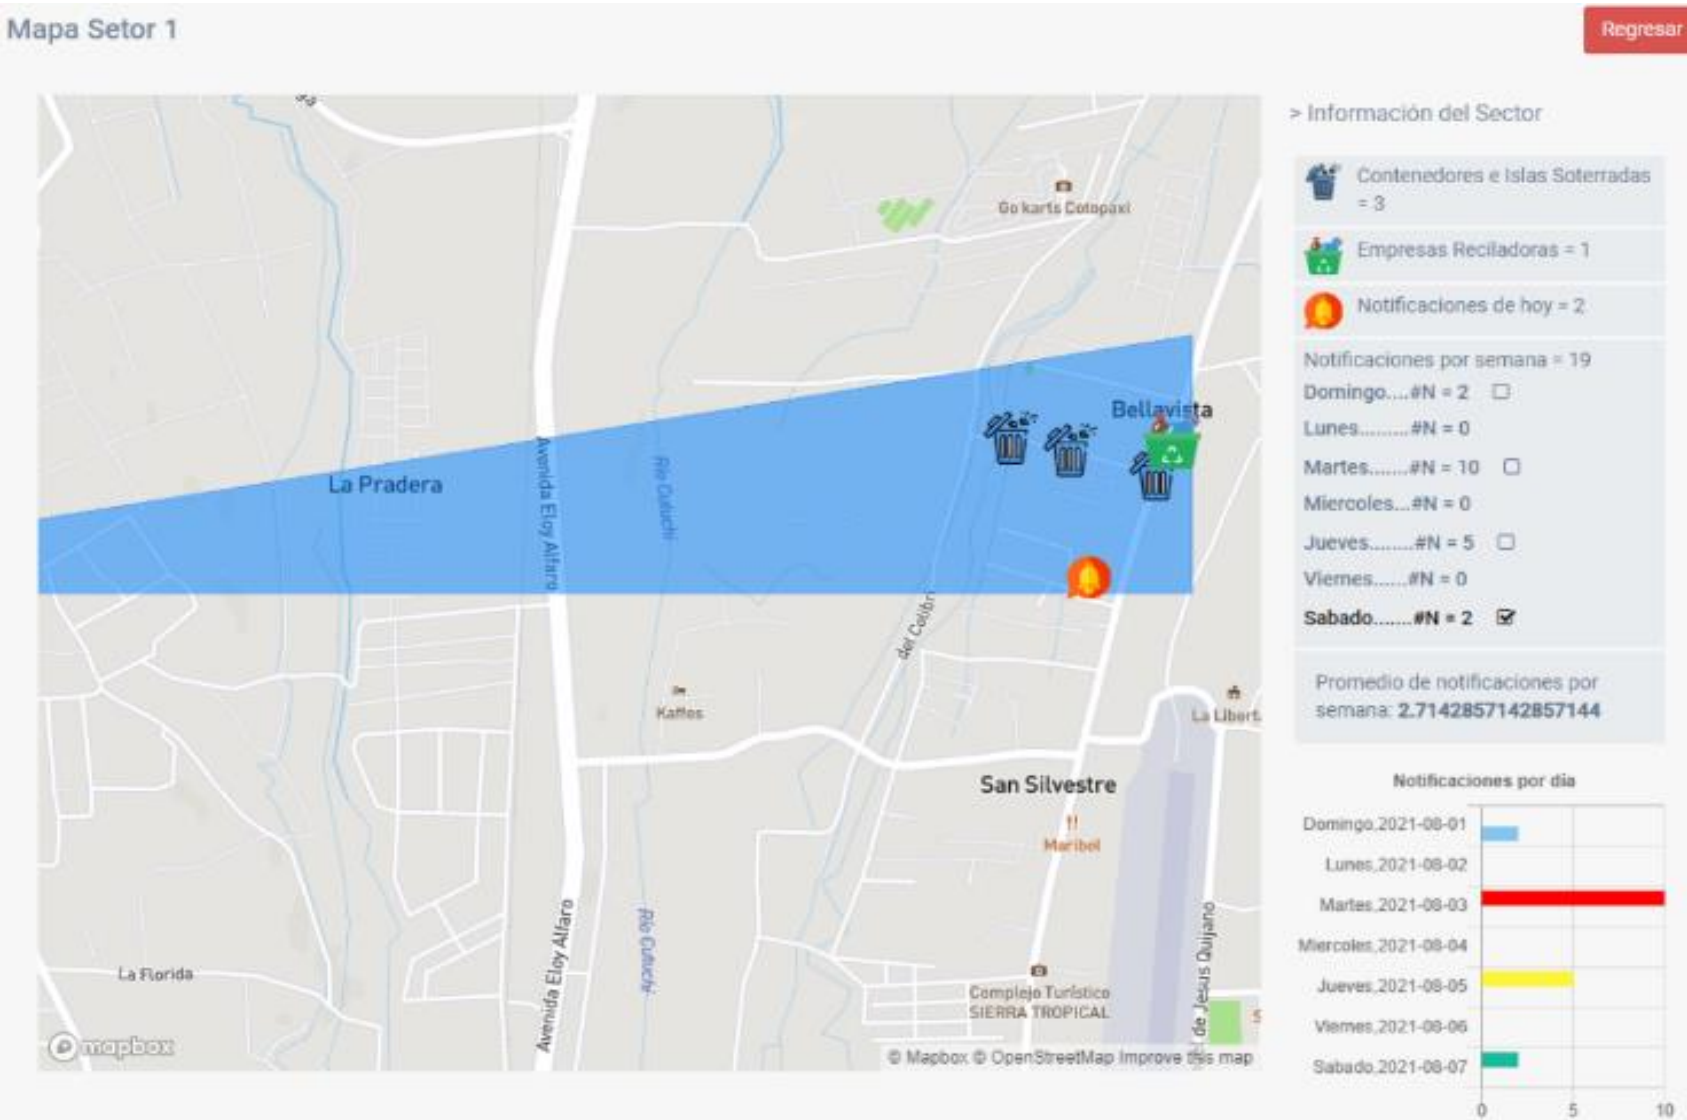 Mapa Setor 1
Regresar
> Información del Sector
Contenedores e Islas Soterradas
= 3
Empresas Reciladoras = 1
Notificaciones de hoy = 2
Notificaciones por semana = 19
Domingo....#N = 2
Lunes.........#N = 0
Martes.......#N = 10
Miercoles...#N = 0
Jueves........#N = 5
Viernes......#N = 0
Sabado.......#N = 2
Promedio de notificaciones por
semana: 2.7142857142857144
Notificaciones por día
Domingo,2021-08-01
Lunes,2021-08-02
Martes,2021-08-03
Miercoles,2021-08-04
Jueves,2021-08-05
Viernes,2021-08-06
Sabado,2021-08-07
0
5
10
Go karts Cotopaxi
Bellavista
La Pradera
Avenida Eloy Alfaro
Río Cutuchi
del Colibrí
Kaffos
La Libert
San Silvestre
Maribel
Avenida Eloy Alfaro
Río Cutuchi
de Jesus Quijano
La Florida
Complejo Turístico
SIERRA TROPICAL
mapbox
© Mapbox © OpenStreetMap Improve this map